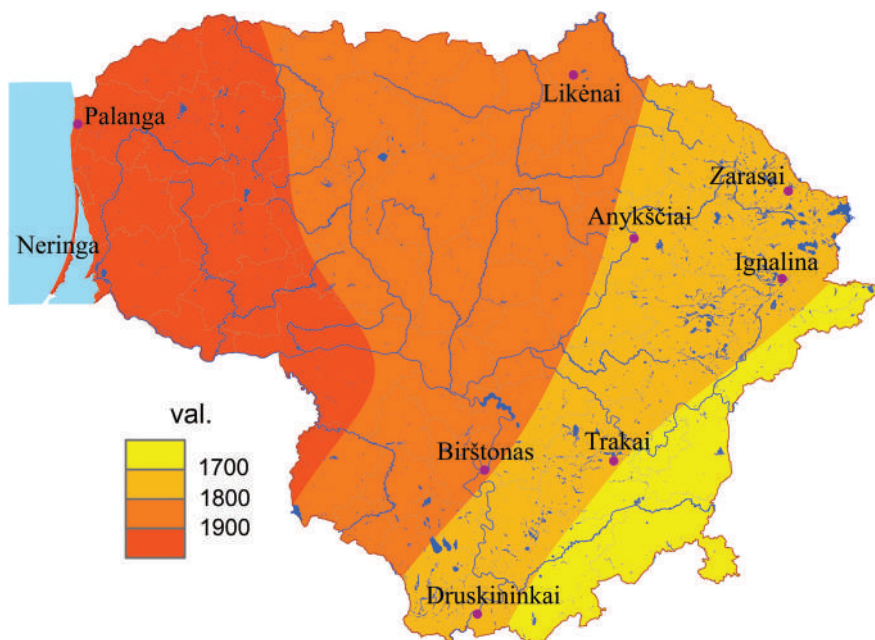 Likėnai
Palanga
Zarasai
Anykščiai
Neringa
Ignalina
val.
1700
1800
1900
Birštonas
Trakai
Druskininkai